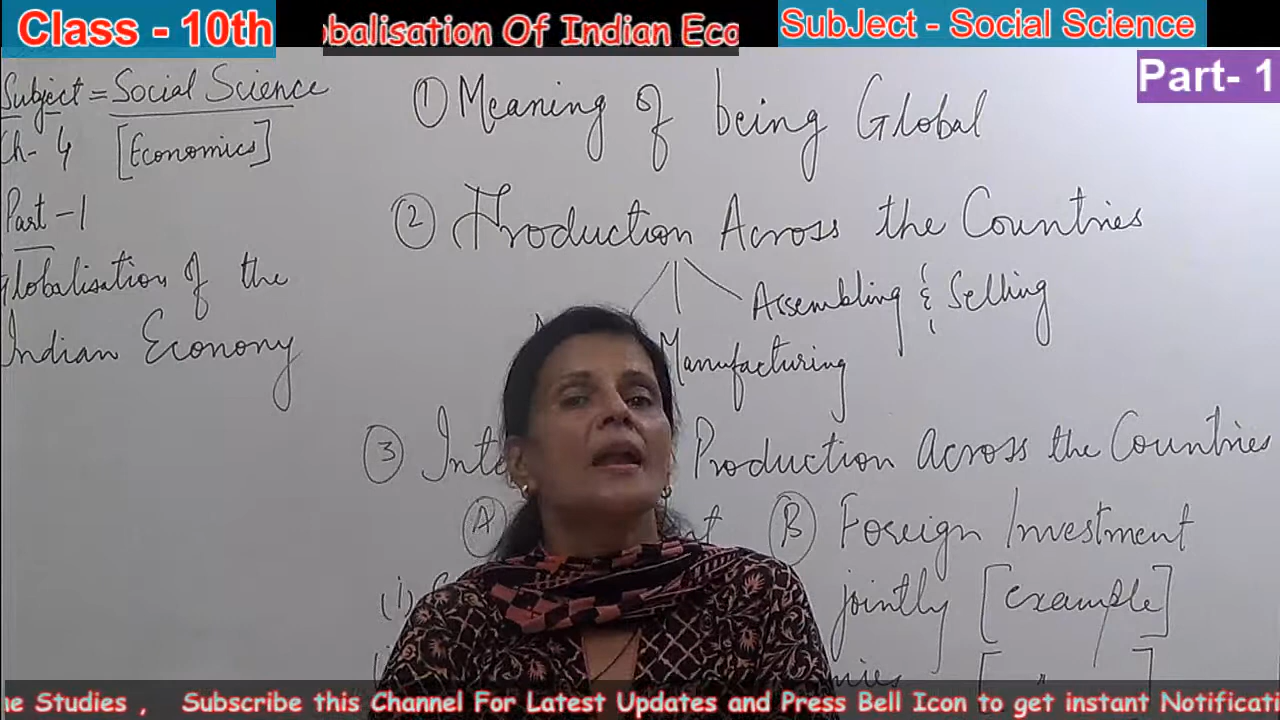 Class - 10th
balisation Of Indian Eco
SubJect - Social Science
Part- 1
Subject = Social Science
Ch- 4 [Economics]
Part -1
Globalisation of the
Indian Economy
① Meaning of being Global
② Production Across the Countries
Assembling & Selling
Manufacturing
③ Inte Production across the Countries
Ⓐ Ⓑ Foreign Investment
(i) jointly [example]
e Studies , Subscribe this Channel For Latest Updates and Press Bell Icon to get instant Notificati